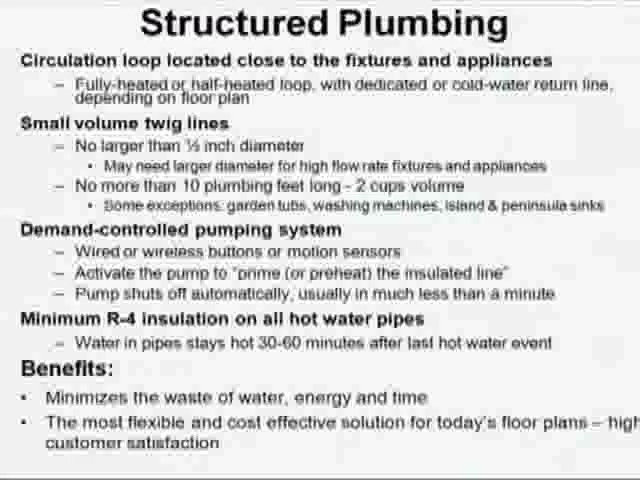 Structured Plumbing
Circulation loop located close to the fixtures and appliances
– Fully-heated or half-heated loop, with dedicated or cold-water return line,
depending on floor plan
Small volume twig lines
– No larger than ½ inch diameter
• May need larger diameter for high flow rate fixtures and appliances
– No more than 10 plumbing feet long - 2 cups volume
• Some exceptions: garden tubs, washing machines, island & peninsula sinks
Demand-controlled pumping system
– Wired or wireless buttons or motion sensors
– Activate the pump to “prime (or preheat) the insulated line”
– Pump shuts off automatically, usually in much less than a minute
Minimum R-4 insulation on all hot water pipes
– Water in pipes stays hot 30-60 minutes after last hot water event
Benefits:
• Minimizes the waste of water, energy and time
• The most flexible and cost effective solution for today’s floor plans – high
customer satisfaction